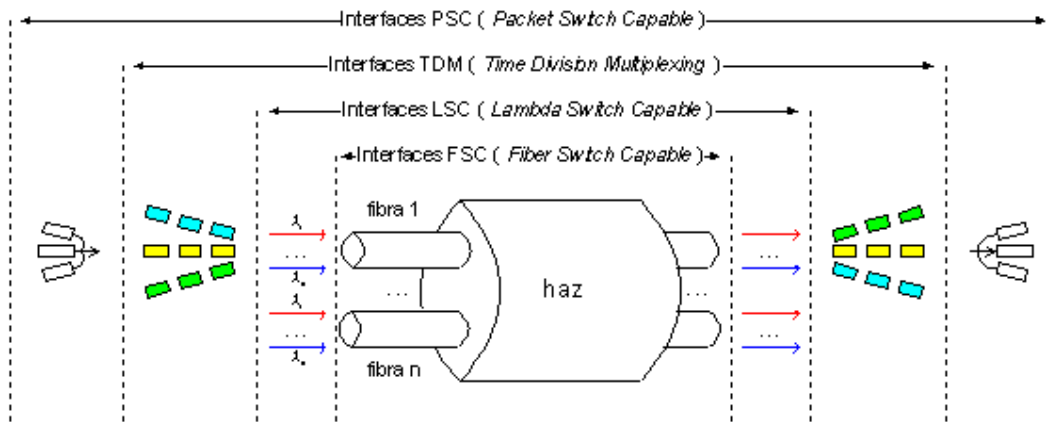 Interfaces PSC ( Packet Switch Capable )
Interfaces TDM ( Time Division Multiplexing )
Interfaces LSC ( Lambda Switch Capable )
Interfaces FSC ( Fiber Switch Capable )
fibra 1
...
...
haz
...
...
...
...
fibra n